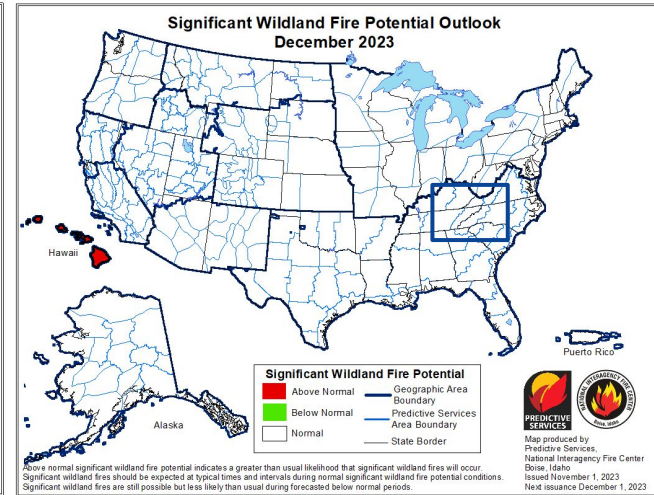 Significant Wildland Fire Potential Outlook
December 2023
Hawaii
Alaska
Puerto Rico
Significant Wildland Fire Potential
Above Normal
Below Normal
Normal
Geographic Area
Boundary
Predictive Services
Area Boundary
State Border
PREDICTIVE
SERVICES
NATIONAL INTERAGENCY FIRE CENTER
Boise, Idaho
Map produced by
Predictive Services,
National Interagency Fire Center
Boise, Idaho
Issued November 1, 2023
Next issuance December 1, 2023
Above normal significant wildland fire potential indicates a greater than usual likelihood that significant wildland fires will occur.
Significant wildland fires should be expected at typical times and intervals during normal significant wildland fire potential conditions.
Significant wildland fires are still possible but less likely than usual during forecasted below normal periods.